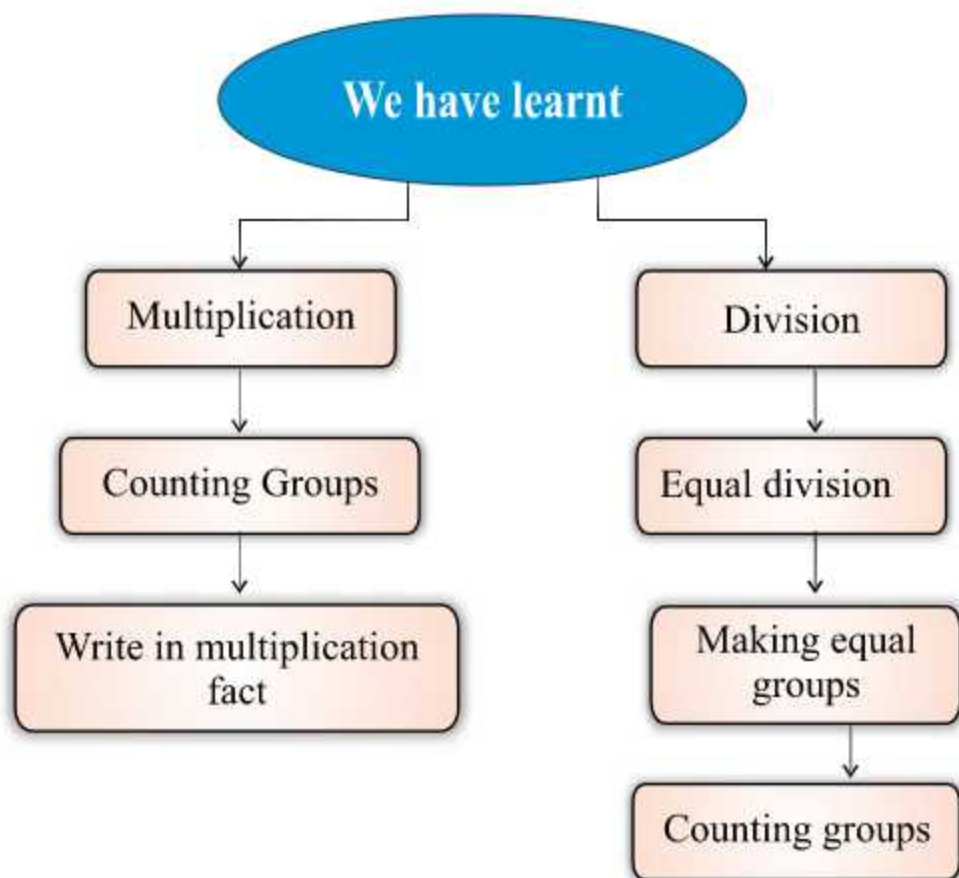 We have learnt
Multiplication
Counting Groups
Write in multiplication
fact
Division
Equal division
Making equal
groups
Counting groups